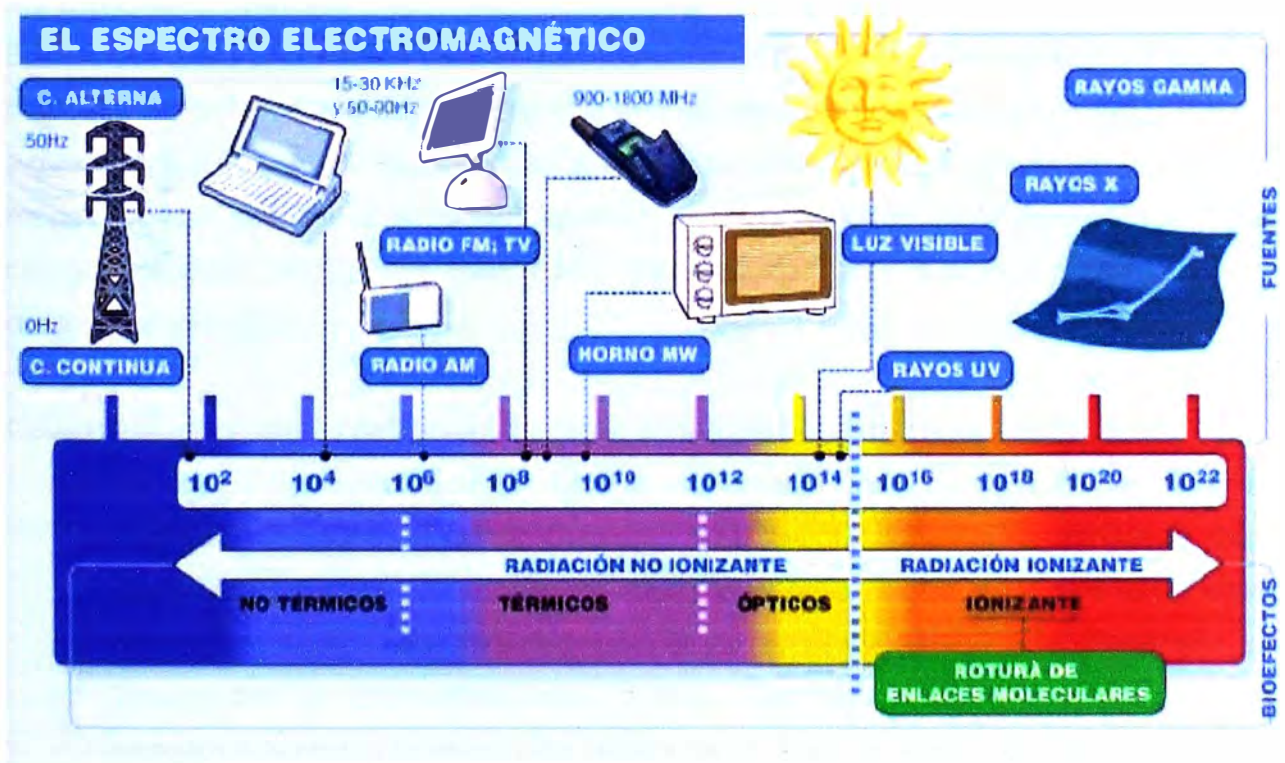 EL ESPECTRO ELECTROMAGNÉTICO
C. ALTERNA
50Hz
0Hz
C. CONTINUA
15-30 KHz
y 50-90Hz
RADIO FM; TV
RADIO AM
900-1800 MHz
HORNO MW
LUZ VISIBLE
RAYOS UV
RAYOS GAMMA
RAYOS X
FUENTES
10² 10⁴ 10⁶ 10⁸ 10¹⁰ 10¹² 10¹⁴ 10¹⁶ 10¹⁸ 10²⁰ 10²²
RADIACIÓN NO IONIZANTE RADIACIÓN IONIZANTE
NO TÉRMICOS TÉRMICOS ÓPTICOS IONIZANTE
ROTURA DE
ENLACES MOLECULARES
BIOEFECTOS